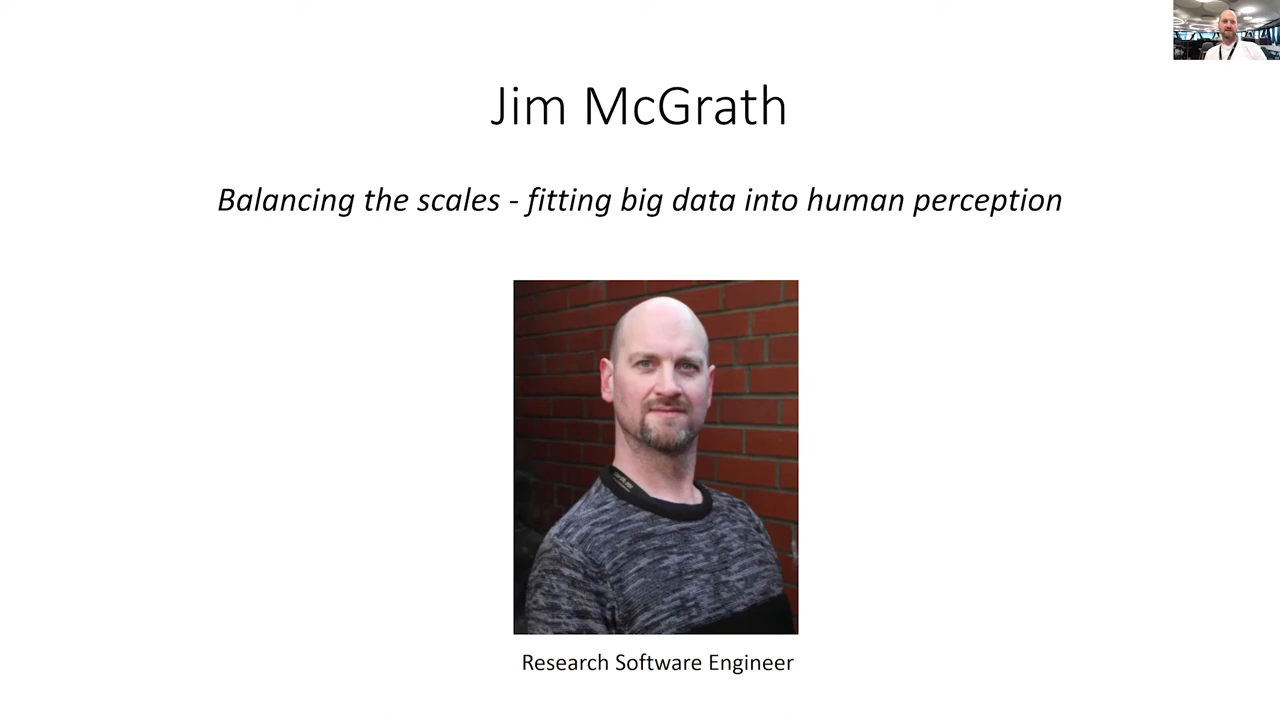 Jim McGrath
Balancing the scales - fitting big data into human perception
Research Software Engineer